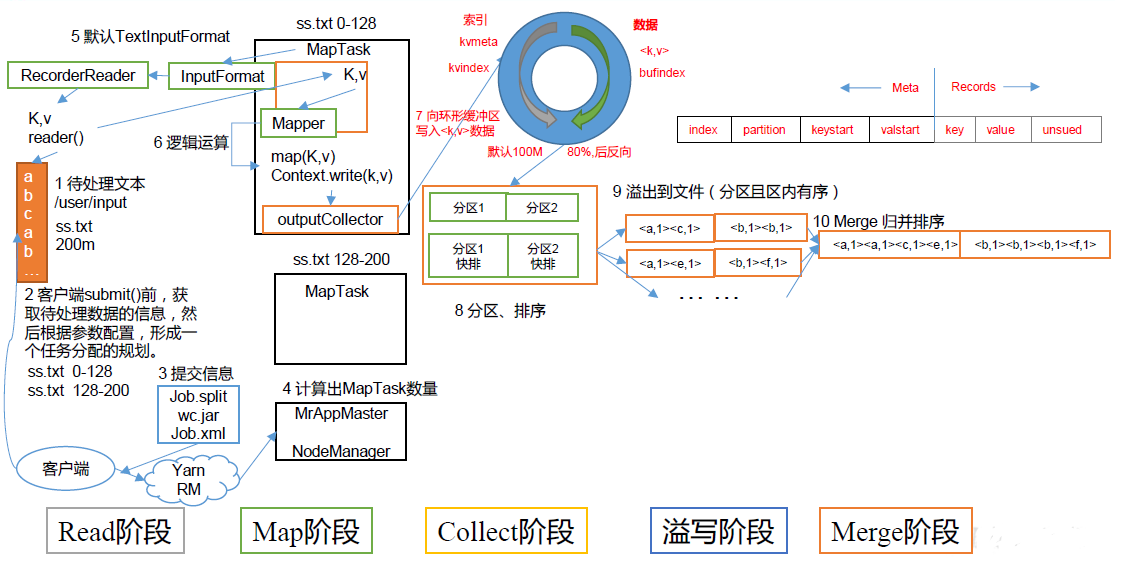 ss.txt 0-128
5 默认TextInputFormat
MapTask
RecorderReader
InputFormat
K,v
K,v
reader()
Mapper
6 逻辑运算
map(K,v)
Context.write(k,v)
outputCollector
a
b
c
a
b
...
1 待处理文本
/user/input
ss.txt
200m
2 客户端submit()前，获
取待处理数据的信息，然
后根据参数配置，形成一
个任务分配的规划。
ss.txt 0-128
ss.txt 128-200
3 提交信息
Job.split
wc.jar
Job.xml
客户端
Yarn
RM
ss.txt 128-200
MapTask
4 计算出MapTask数量
MrAppMaster
NodeManager
索引
kvmeta
kvindex
数据
<k,v>
bufindex
7 向环形缓冲区
写入<k,v>数据
默认100M
80%,后反向
Meta
Records
index
partition
keystart
valstart
key
value
unsued
分区1
分区2
分区1
快排
分区2
快排
8 分区、排序
9 溢出到文件（分区且区内有序）
<a,1><c,1>
<b,1><b,1>
<a,1><e,1>
<b,1><f,1>
... ...
10 Merge 归并排序
<a,1><a,1><c,1><e,1>
<b,1><b,1><b,1><f,1>
Read阶段
Map阶段
Collect阶段
溢写阶段
Merge阶段